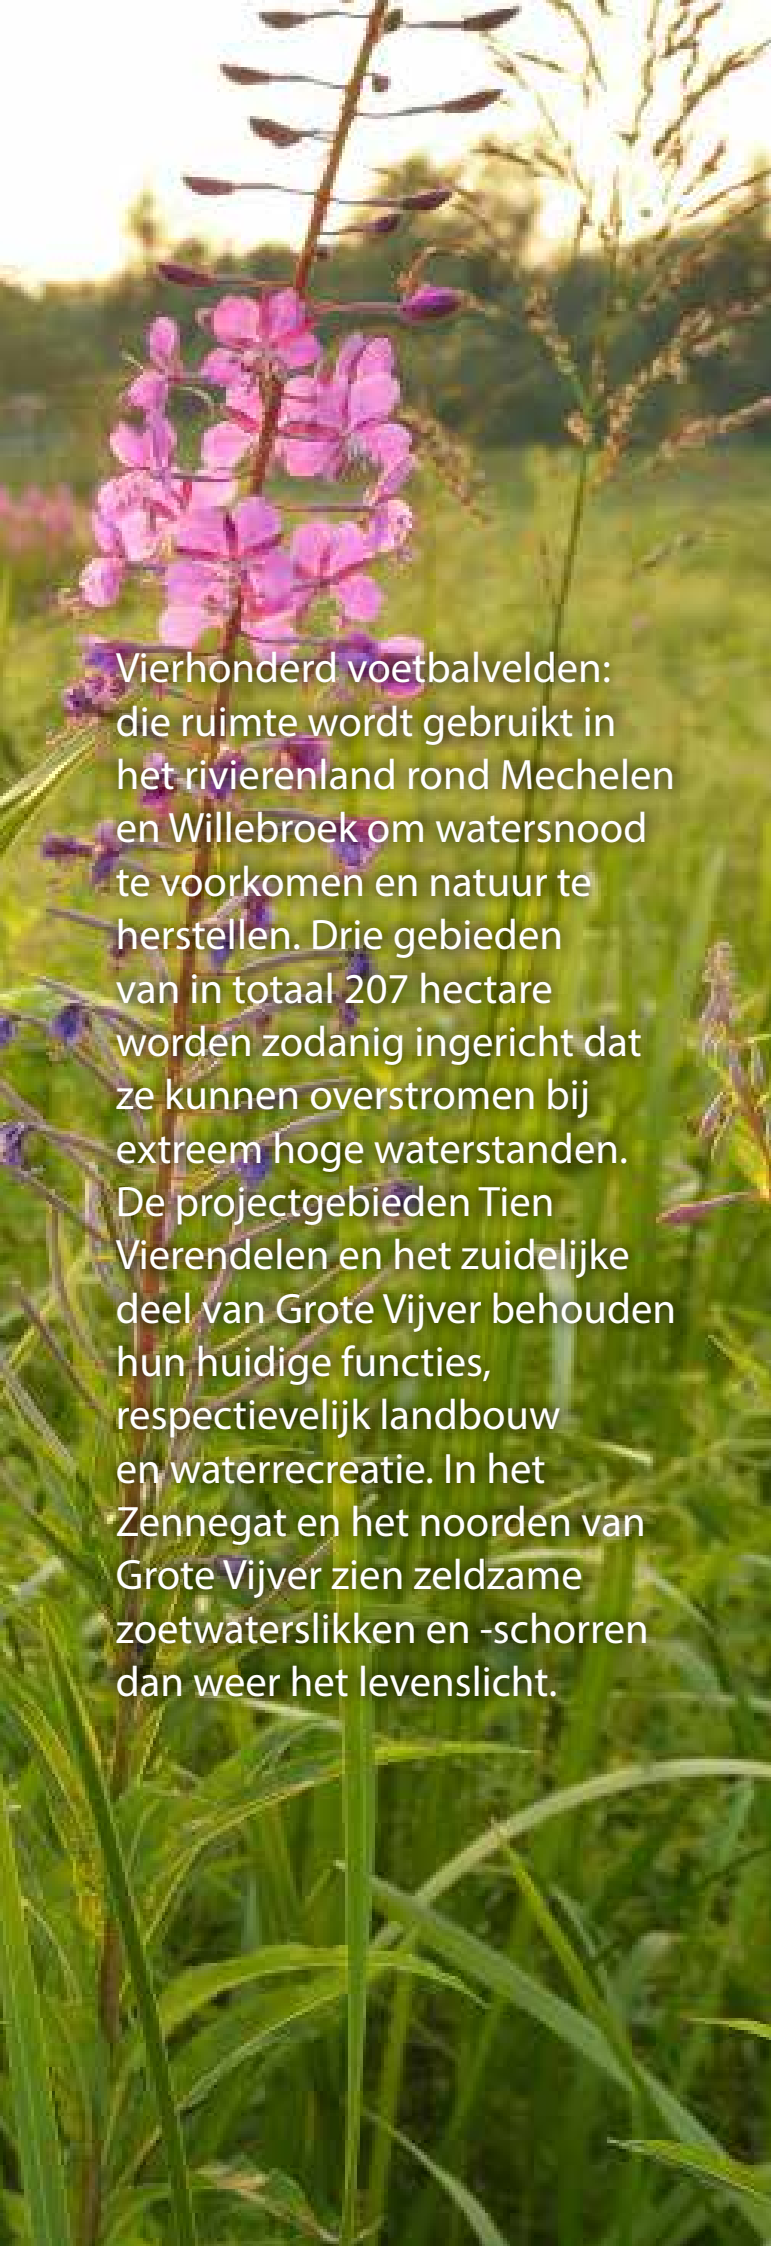 Vierhonderd voetbalvelden:
die ruimte wordt gebruikt in
het rivierenland rond Mechelen
en Willebroek om watersnood
te voorkomen en natuur te
herstellen. Drie gebieden
van in totaal 207 hectare
worden zodanig ingericht dat
ze kunnen overstromen bij
extreem hoge waterstanden.
De projectgebieden Tien
Vierendelen en het zuidelijke
deel van Grote Vijver behouden
hun huidige functies,
respectievelijk landbouw
en waterrecreatie. In het
Zennegat en het noorden van
Grote Vijver zien zeldzame
zoetwaterslikken en -schorren
dan weer het levenslicht.